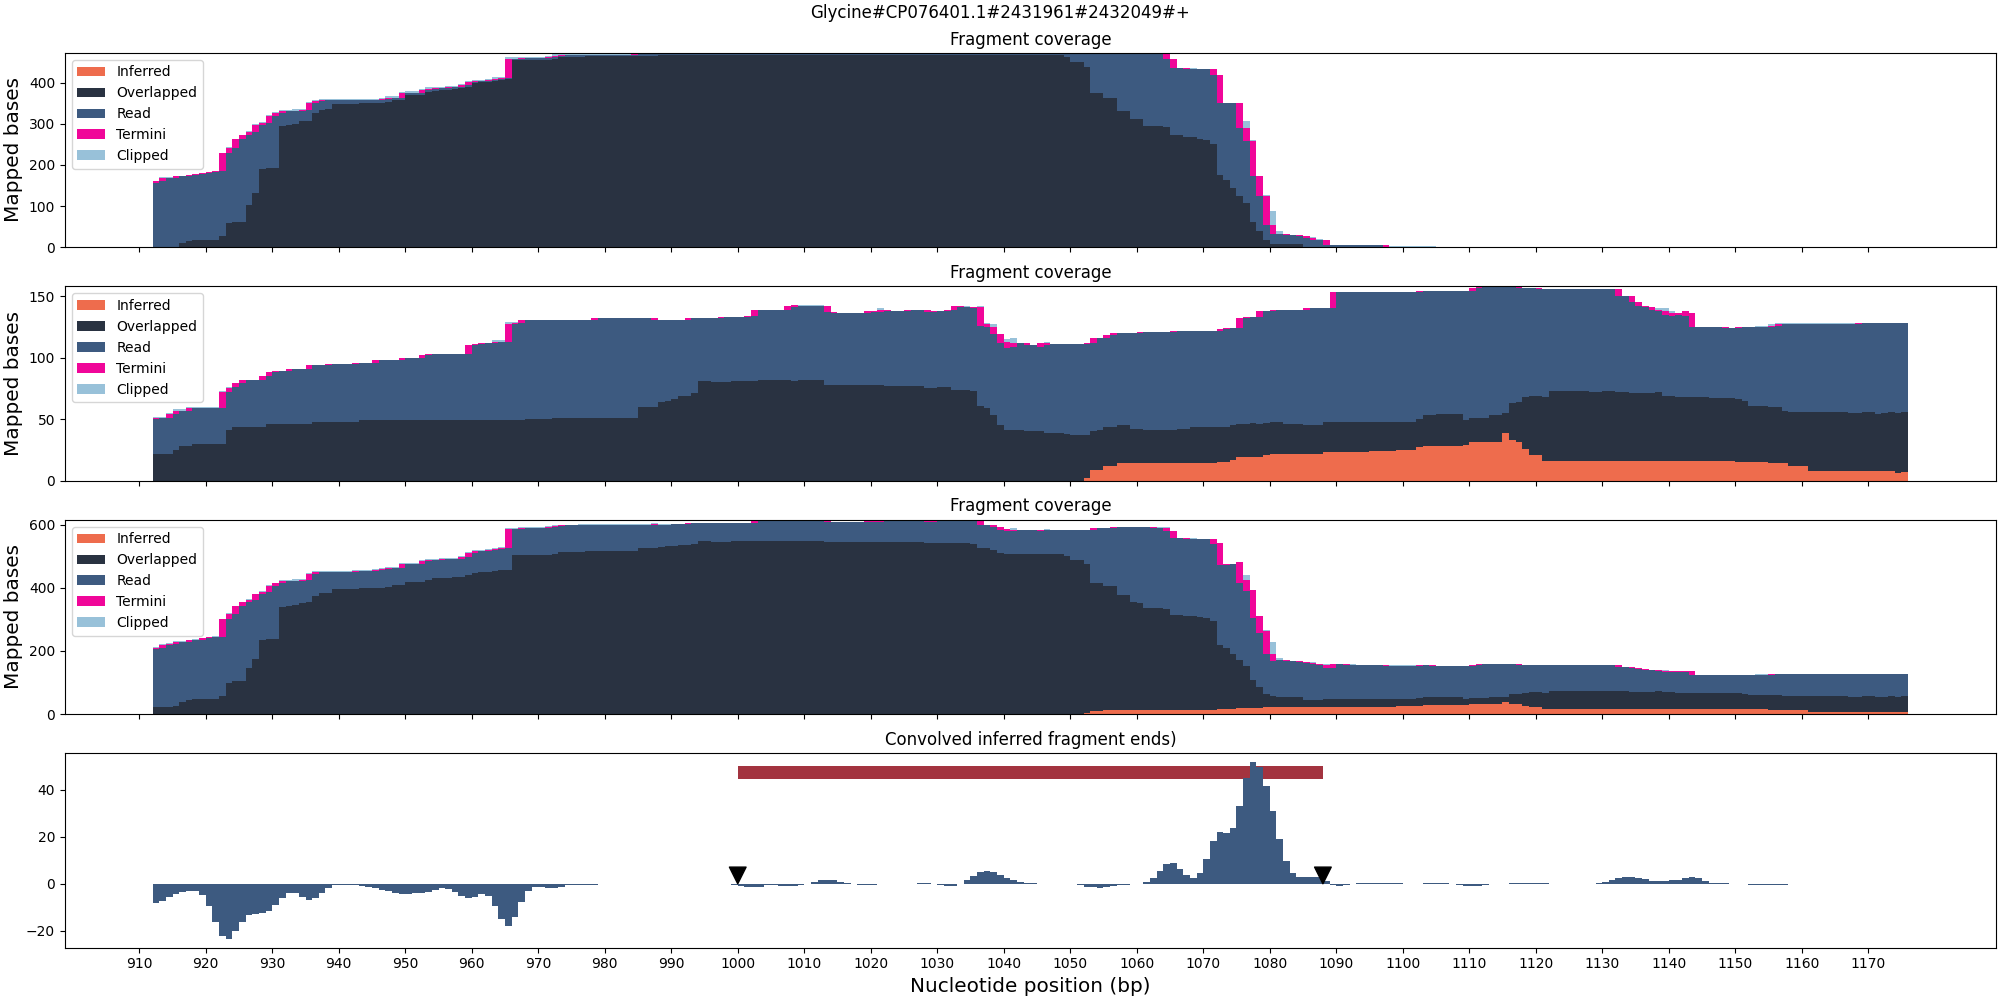 Glycine#CP076401.1#2431961#2432049#+
Fragment coverage
Mapped bases
400
300
200
100
0
Inferred
Overlapped
Read
Termini
Clipped
Fragment coverage
Mapped bases
150
100
50
0
Inferred
Overlapped
Read
Termini
Clipped
Fragment coverage
Mapped bases
600
400
200
0
Inferred
Overlapped
Read
Termini
Clipped
Convolved inferred fragment ends)
40
20
0
−20
910 920 930 940 950 960 970 980 990 1000 1010 1020 1030 1040 1050 1060 1070 1080 1090 1100 1110 1120 1130 1140 1150 1160 1170
Nucleotide position (bp)